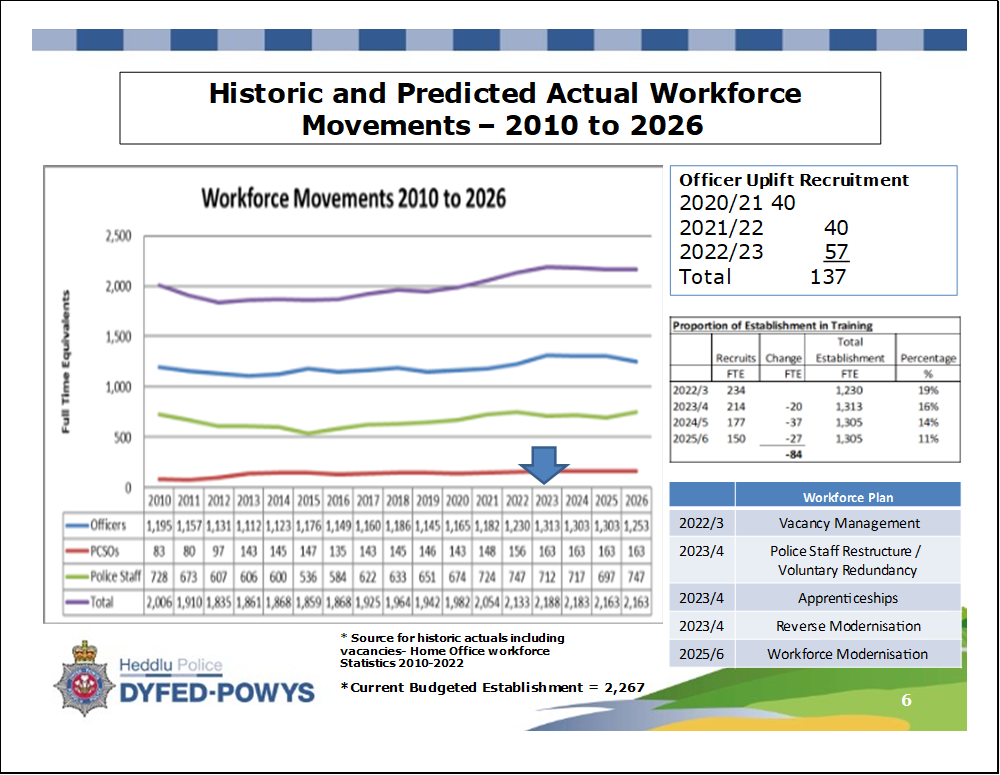 Historic and Predicted Actual Workforce
Movements – 2010 to 2026
Workforce Movements 2010 to 2026
Full Time Equivalents
2,500
2,000
1,500
1,000
500
0
2010 2011 2012 2013 2014 2015 2016 2017 2018 2019 2020 2021 2022 2023 2024 2025 2026
Officers 1,195 1,157 1,131 1,112 1,123 1,176 1,149 1,160 1,186 1,145 1,165 1,182 1,230 1,313 1,303 1,303 1,253
PCSOs 83 80 97 143 145 147 135 143 145 146 143 148 156 163 163 163 163
Police Staff 728 673 607 606 600 536 584 622 633 651 674 724 747 712 717 697 747
Total 2,006 1,910 1,835 1,861 1,868 1,859 1,868 1,925 1,964 1,942 1,982 2,054 2,133 2,188 2,183 2,163 2,163
Officer Uplift Recruitment
2020/21 40
2021/22 40
2022/23 57
Total 137
Proportion of Establishment in Training
Total
Recruits Change Establishment Percentage
FTE FTE FTE %
2022/3 234 1,230 19%
2023/4 214 -20 1,313 16%
2024/5 177 -37 1,305 14%
2025/6 150 -27 1,305 11%
-84
Workforce Plan
2022/3 Vacancy Management
2023/4 Police Staff Restructure /
Voluntary Redundancy
2023/4 Apprenticeships
2023/4 Reverse Modernisation
2025/6 Workforce Modernisation
* Source for historic actuals including
vacancies- Home Office workforce
Statistics 2010-2022
*Current Budgeted Establishment = 2,267
Heddlu Police
DYFED-POWYS
6